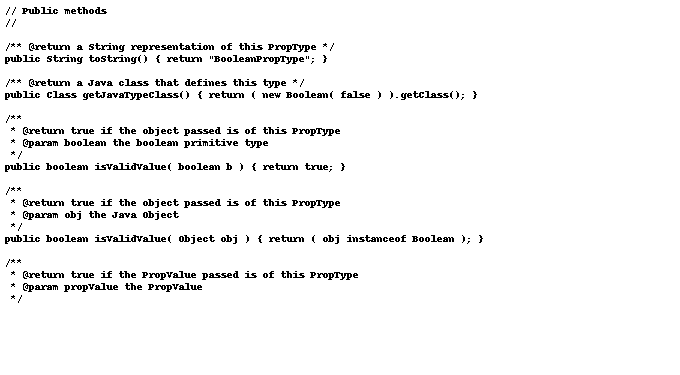 // Public methods
//
/** @return a String representation of this PropType */
public String toString() { return "BooleanPropType"; }
/** @return a Java class that defines this type */
public Class getJavaTypeClass() { return ( new Boolean( false ) ).getClass(); }
/**
* @return true if the object passed is of this PropType
* @param boolean the boolean primitive type
*/
public boolean isValidValue( boolean b ) { return true; }
/**
* @return true if the object passed is of this PropType
* @param obj the Java Object
*/
public boolean isValidValue( Object obj ) { return ( obj instanceof Boolean ); }
/**
* @return true if the PropValue passed is of this PropType
* @param propValue the PropValue
*/